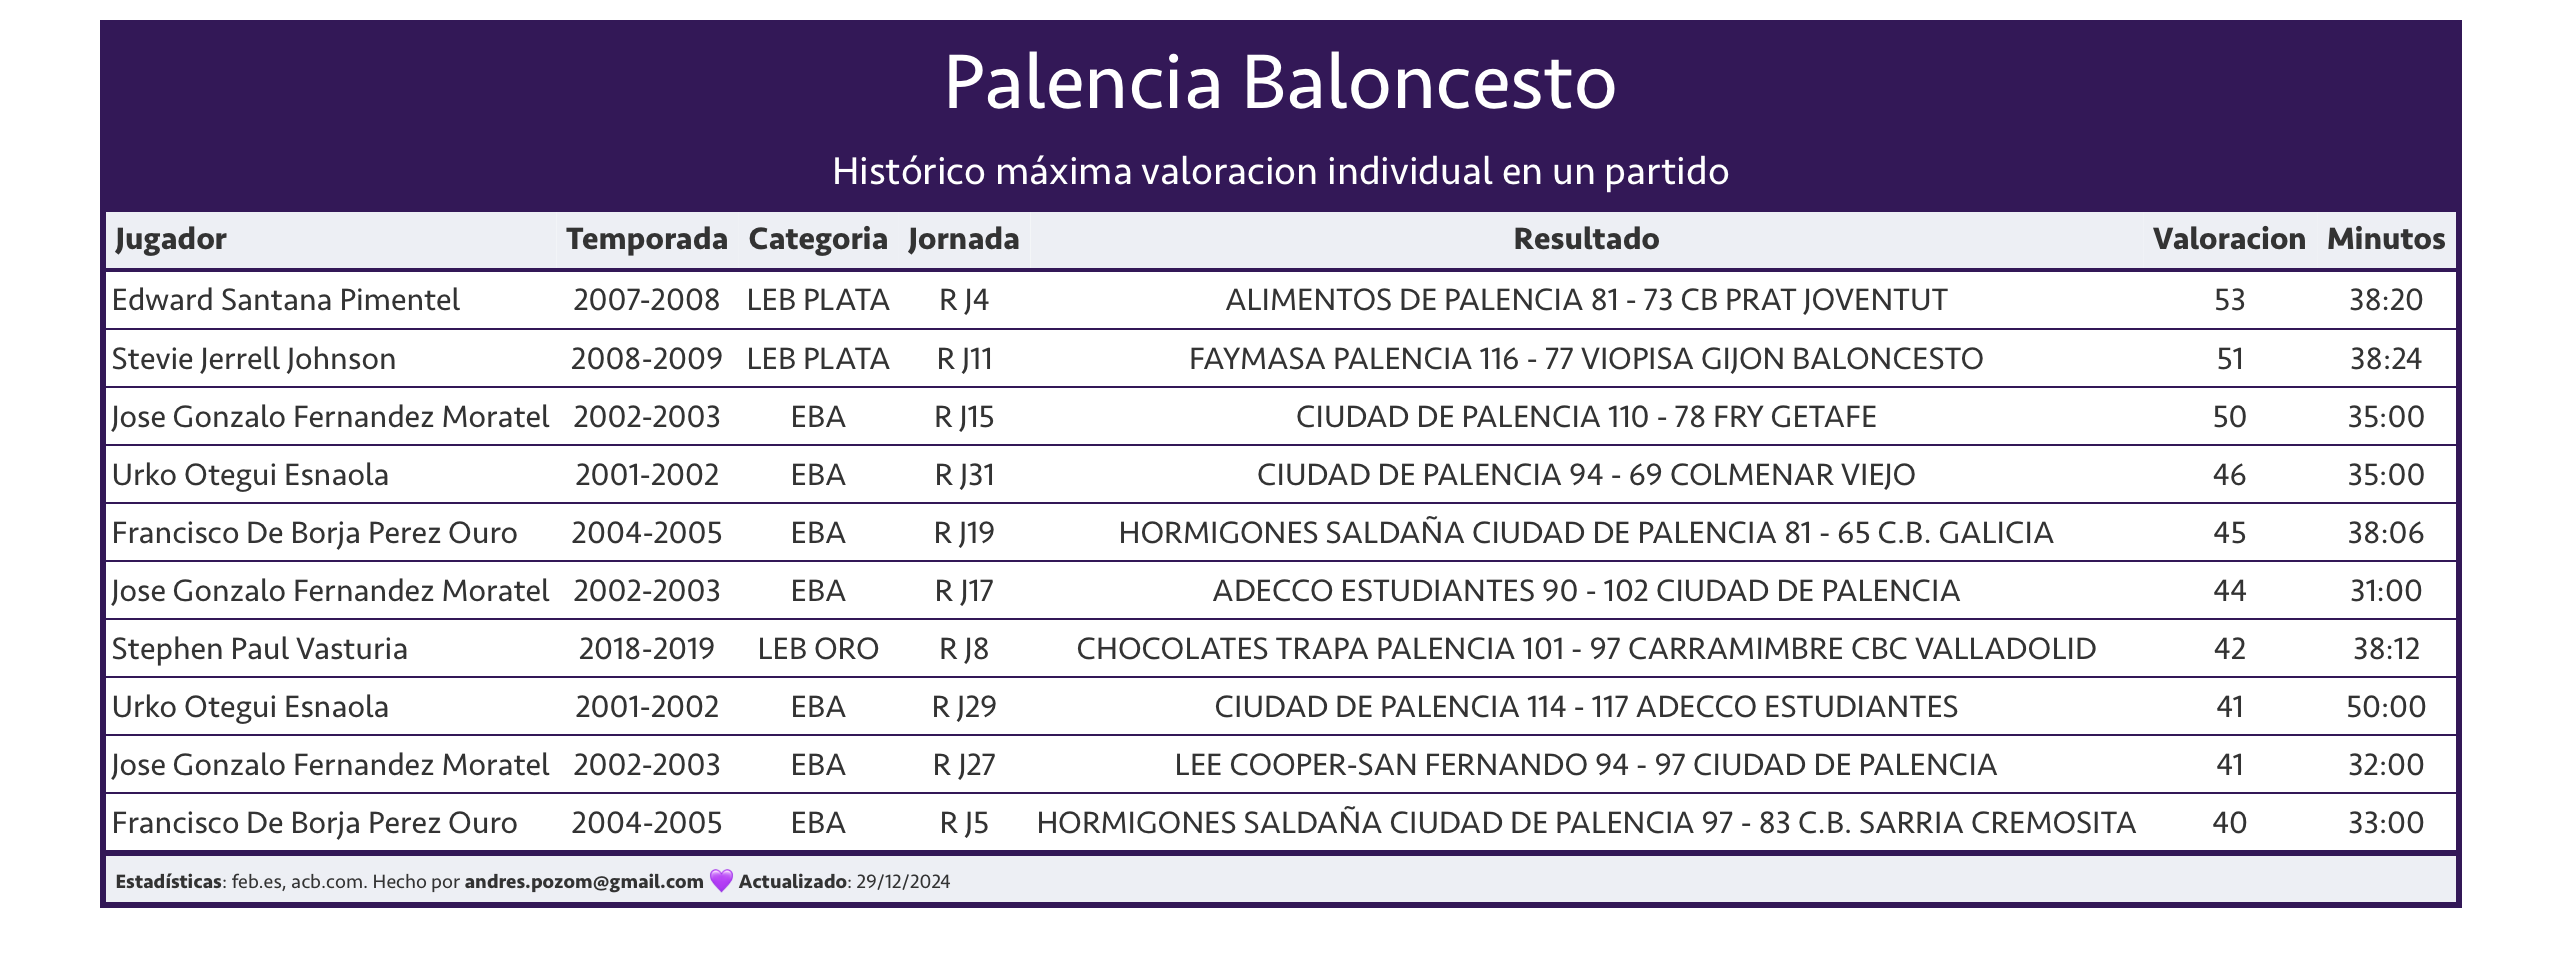 Palencia Baloncesto
Histórico máxima valoracion individual en un partido
Jugador Temporada Categoria Jornada Resultado Valoracion Minutos
Edward Santana Pimentel 2007-2008 LEB PLATA R J4 ALIMENTOS DE PALENCIA 81 - 73 CB PRAT JOVENTUT 53 38:20
Stevie Jerrell Johnson 2008-2009 LEB PLATA R J11 FAYMASA PALENCIA 116 - 77 VIOPISA GIJON BALONCESTO 51 38:24
Jose Gonzalo Fernandez Moratel 2002-2003 EBA R J15 CIUDAD DE PALENCIA 110 - 78 FRY GETAFE 50 35:00
Urko Otegui Esnaola 2001-2002 EBA R J31 CIUDAD DE PALENCIA 94 - 69 COLMENAR VIEJO 46 35:00
Francisco De Borja Perez Ouro 2004-2005 EBA R J19 HORMIGONES SALDAÑA CIUDAD DE PALENCIA 81 - 65 C.B. GALICIA 45 38:06
Jose Gonzalo Fernandez Moratel 2002-2003 EBA R J17 ADECCO ESTUDIANTES 90 - 102 CIUDAD DE PALENCIA 44 31:00
Stephen Paul Vasturia 2018-2019 LEB ORO R J8 CHOCOLATES TRAPA PALENCIA 101 - 97 CARRAMIMBRE CBC VALLADOLID 42 38:12
Urko Otegui Esnaola 2001-2002 EBA R J29 CIUDAD DE PALENCIA 114 - 117 ADECCO ESTUDIANTES 41 50:00
Jose Gonzalo Fernandez Moratel 2002-2003 EBA R J27 LEE COOPER-SAN FERNANDO 94 - 97 CIUDAD DE PALENCIA 41 32:00
Francisco De Borja Perez Ouro 2004-2005 EBA R J5 HORMIGONES SALDAÑA CIUDAD DE PALENCIA 97 - 83 C.B. SARRIA CREMOSITA 40 33:00
Estadísticas: feb.es, acb.com. Hecho por andres.pozom@gmail.com 💜 Actualizado: 29/12/2024